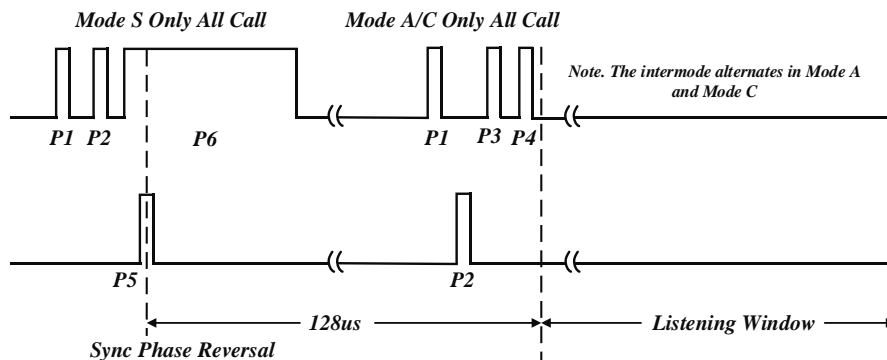 Mode S Only All Call
Mode A/C Only All Call
Note. The intermode alternates in Mode A
and Mode C
P1
P2
P6
P1
P3
P4
P5
P2
128us
Listening Window
Sync Phase Reversal